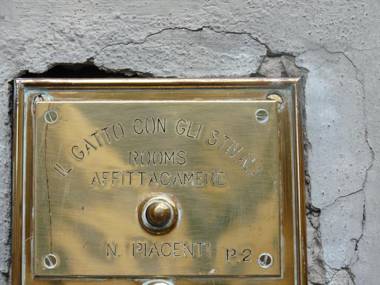 IL GATTO CON GLI STIVALI
ROOMS
AFFITTACAMERE
N. PIACENTI P.2